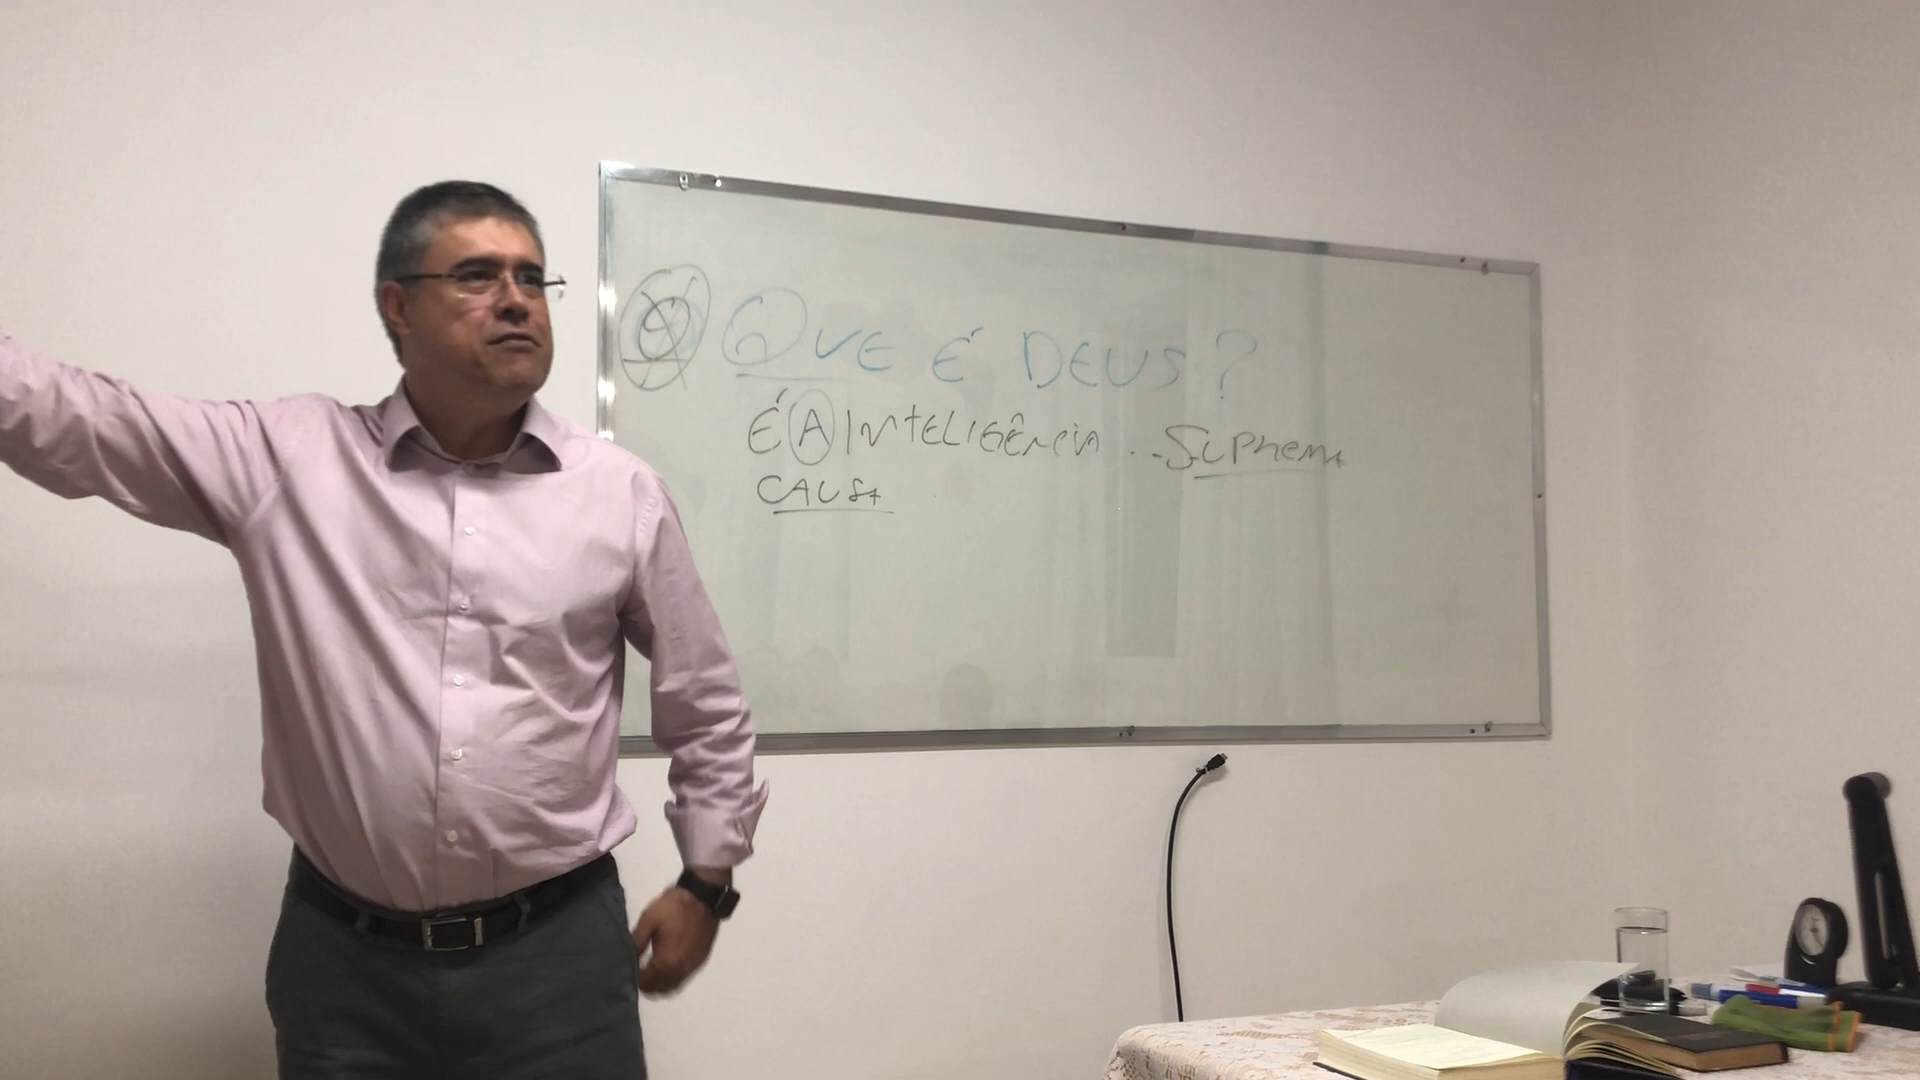 O QUE É DEUS?
É A INTELIGÊNCIA ... SUPREMA
CAUSA